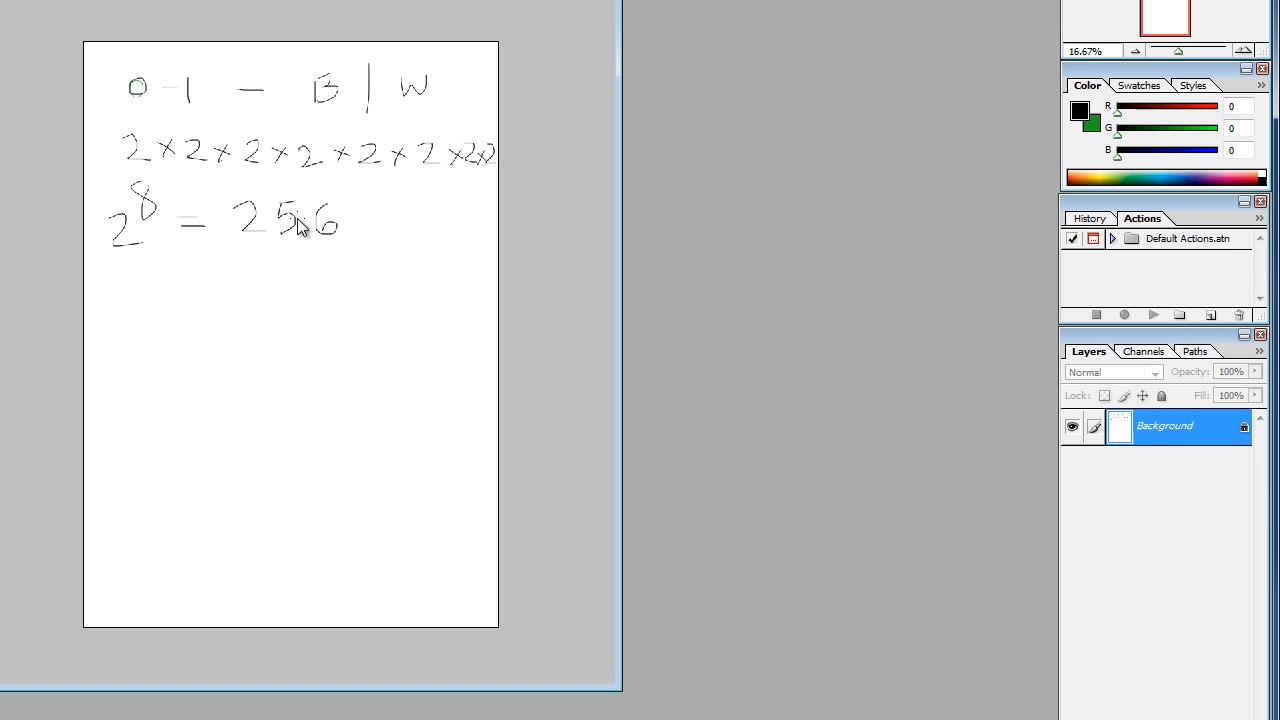 0 - 1 - B | W
2 × 2 × 2 × 2 × 2 × 2 ×2×2
2^8 = 256
16.67%
Color Swatches Styles
R 0
G 0
B 0
History Actions
Default Actions.atn
Layers Channels Paths
Normal Opacity: 100%
Lock: Fill: 100%
Background